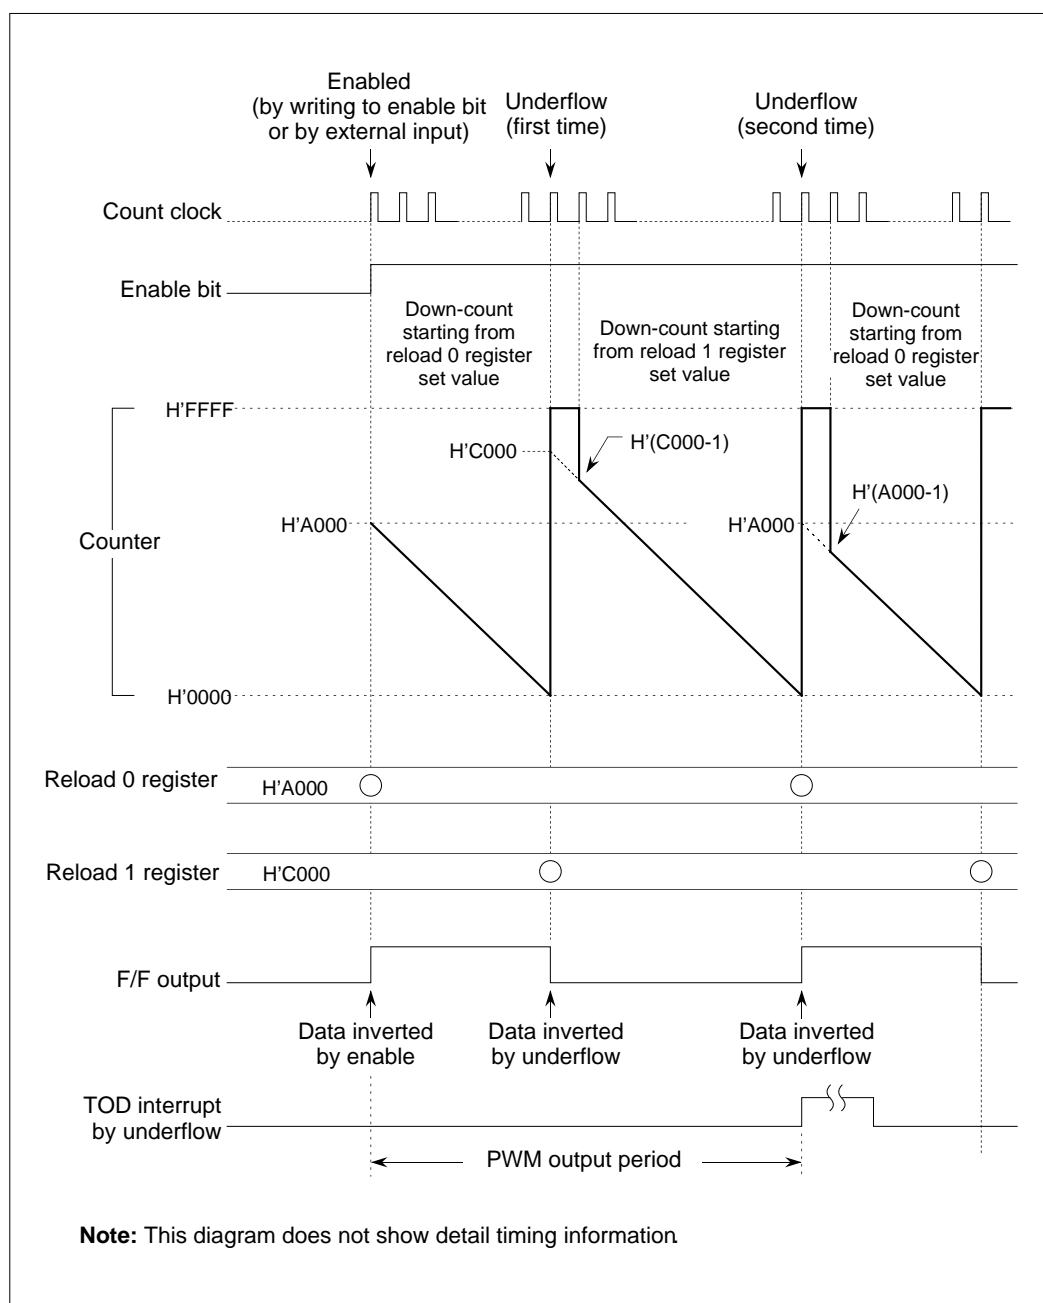 Enabled
(by writing to enable bit
or by external input)
Underflow
(first time)
Underflow
(second time)
Count clock
Enable bit
Down-count
starting from
reload 0 register
set value
Down-count starting
from reload 1 register
set value
Down-count
starting from
reload 0 register
set value
H'FFFF
H'C000
H'(C000-1)
H'A000
H'A000
H'(A000-1)
Counter
H'0000
Reload 0 register
H'A000
Reload 1 register
H'C000
F/F output
Data inverted
by enable
Data inverted
by underflow
Data inverted
by underflow
TOD interrupt
by underflow
PWM output period
Note: This diagram does not show detail timing information.